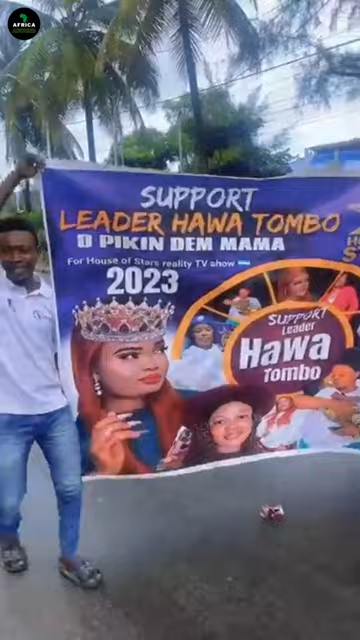 AFRICA
SUPPORT
LEADER HAWA TOMBO
D PIKIN DEM MAMA
For House of Stars reality TV show
2023
SUPPORT
Leader
Hawa
Tombo